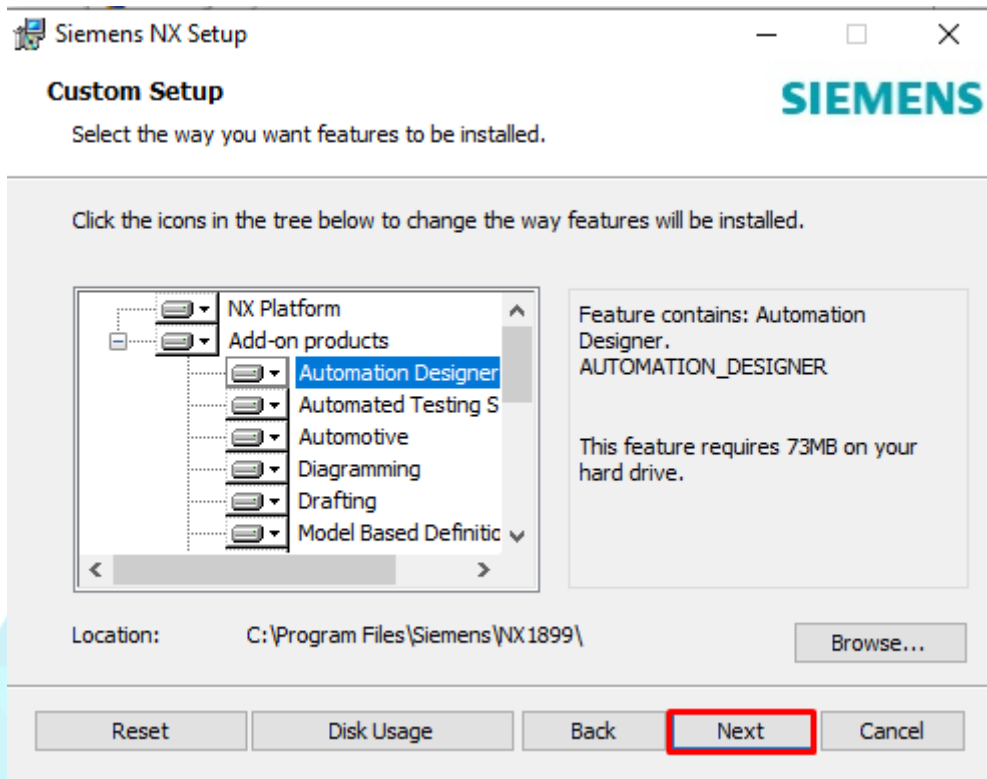 Siemens NX Setup
Custom Setup
SIEMENS
Select the way you want features to be installed.
Click the icons in the tree below to change the way features will be installed.
NX Platform
Add-on products
Automation Designer
Automated Testing S
Automotive
Diagramming
Drafting
Model Based Definitio
Feature contains: Automation
Designer.
AUTOMATION_DESIGNER
This feature requires 73MB on your
hard drive.
Location: C:\Program Files\Siemens\NX1899\
Browse...
Reset Disk Usage Back Next Cancel